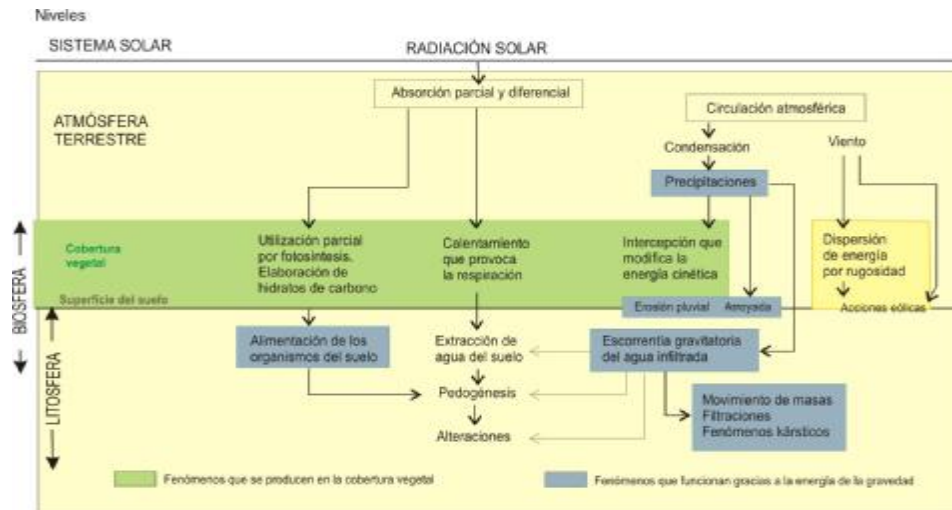 Niveles
SISTEMA SOLAR
RADIACIÓN SOLAR
Absorción parcial y diferencial
Circulación atmosférica
ATMÓSFERA
TERRESTRE
Condensación
Viento
Precipitaciones
BIOSFERA
Cobertura
vegetal
Utilización parcial
por fotosíntesis.
Elaboración de
hidratos de carbono
Calentamiento
que provoca
la respiración
Intercepción que
modifica la
energía cinética
Dispersión
de energía
por rugosidad
Superficie del suelo
Erosión pluvial
Arroyada
Acciones eólicas
LITOSFERA
Alimentación de los
organismos del suelo
Extracción de
agua del suelo
Escorrentía gravitatoria
del agua infiltrada
Pedogénesis
Alteraciones
Movimiento de masas
Filtraciones
Fenómenos kársticos
Fenómenos que se producen en la cobertura vegetal
Fenómenos que funcionan gracias a la energía de la gravedad